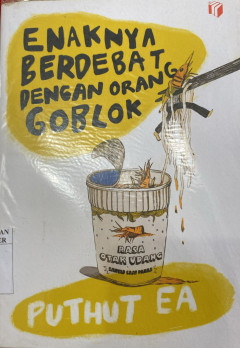 ENAKNYA
BERDEBAT
DENGAN ORANG
GOBLOK
RASA
OTAK UDANG
PUTHUT EA